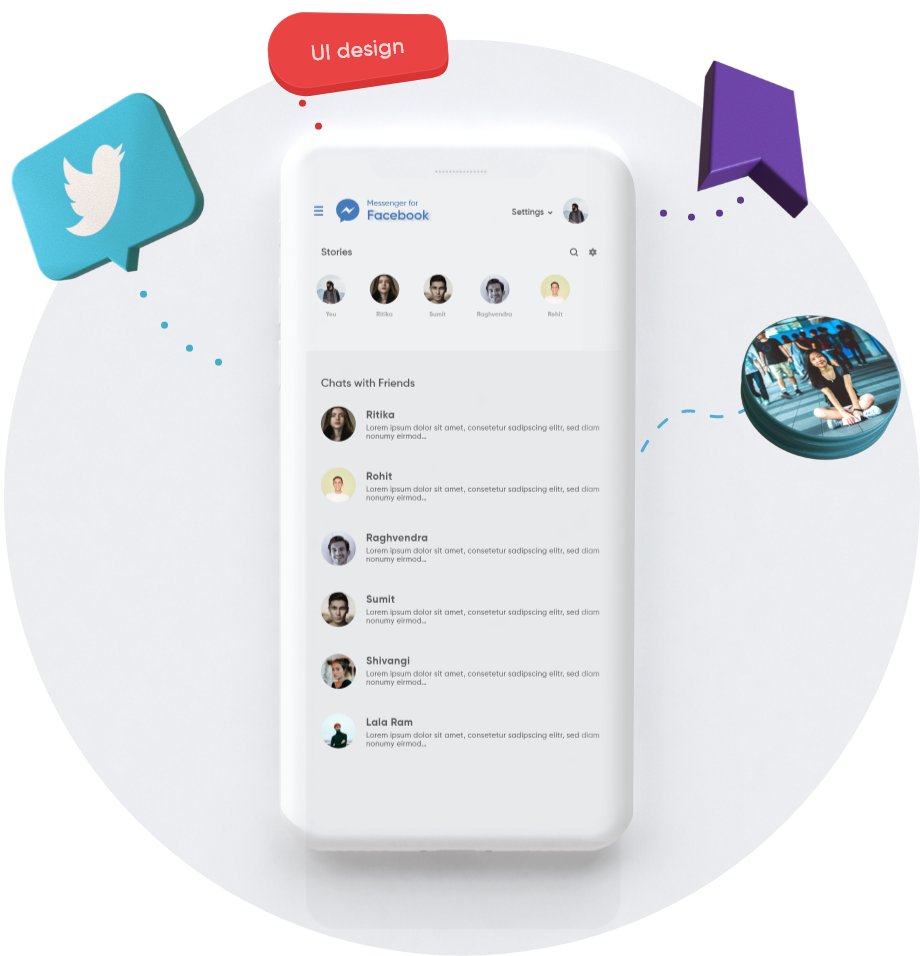 UI design
Messenger for
Facebook
Settings
Stories
You
Ritika
Sumit
Raghvendra
Rohit
Chats with Friends
Ritika
Lorem ipsum dolor sit amet, consetetur sadipscing elitr, sed diam
nonumy eirmod...
Rohit
Lorem ipsum dolor sit amet, consetetur sadipscing elitr, sed diam
nonumy eirmod...
Raghvendra
Lorem ipsum dolor sit amet, consetetur sadipscing elitr, sed diam
nonumy eirmod...
Sumit
Lorem ipsum dolor sit amet, consetetur sadipscing elitr, sed diam
nonumy eirmod...
Shivangi
Lorem ipsum dolor sit amet, consetetur sadipscing elitr, sed diam
nonumy eirmod...
Lala Ram
Lorem ipsum dolor sit amet, consetetur sadipscing elitr, sed diam
nonumy eirmod...